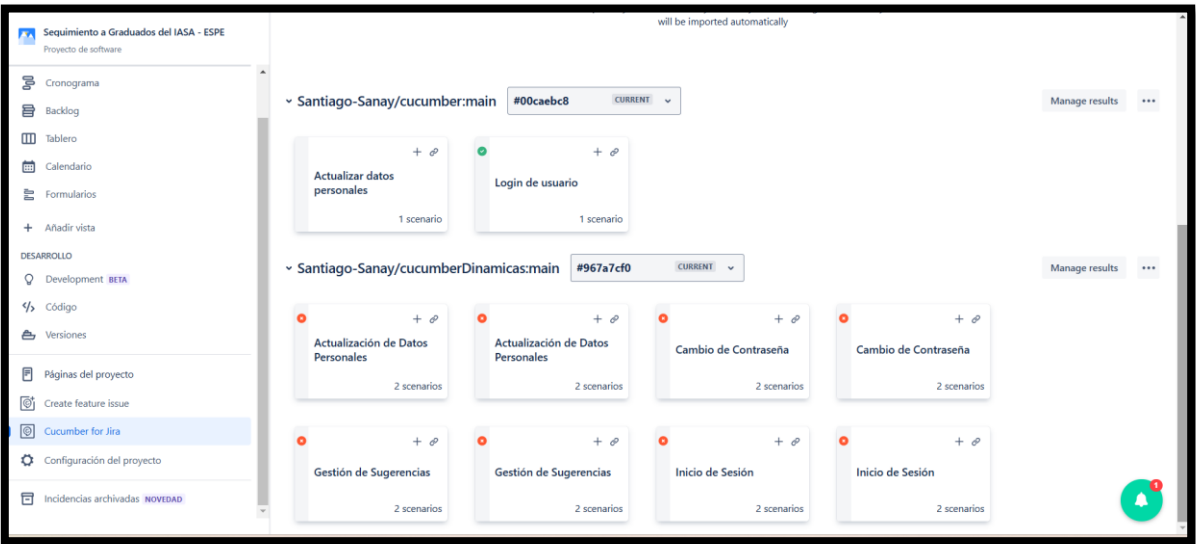 will be imported automatically
Sequimiento a Graduados del IASA - ESPE
Proyecto de software
Cronograma
Backlog
Tablero
Calendario
Formularios
Añadir vista
DESARROLLO
Development BETA
Código
Versiones
Páginas del proyecto
Create feature issue
Cucumber for Jira
Configuración del proyecto
Incidencias archivadas NOVEDAD
Santiago-Sanay/cucumber:main #00caebc8 CURRENT Manage results
Actualizar datos
personales
1 scenario
Login de usuario
1 scenario
Santiago-Sanay/cucumberDinamicas:main #967a7cf0 CURRENT Manage results
Actualización de Datos
Personales
2 scenarios
Actualización de Datos
Personales
2 scenarios
Cambio de Contraseña
2 scenarios
Cambio de Contraseña
2 scenarios
Gestión de Sugerencias
2 scenarios
Gestión de Sugerencias
2 scenarios
Inicio de Sesión
2 scenarios
Inicio de Sesión
2 scenarios
1